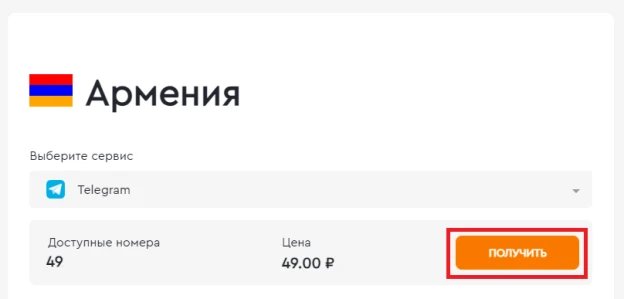 Армения
Выберите сервис
Telegram
Доступные номера Цена
49 49.00 ₽ ПОЛУЧИТЬ